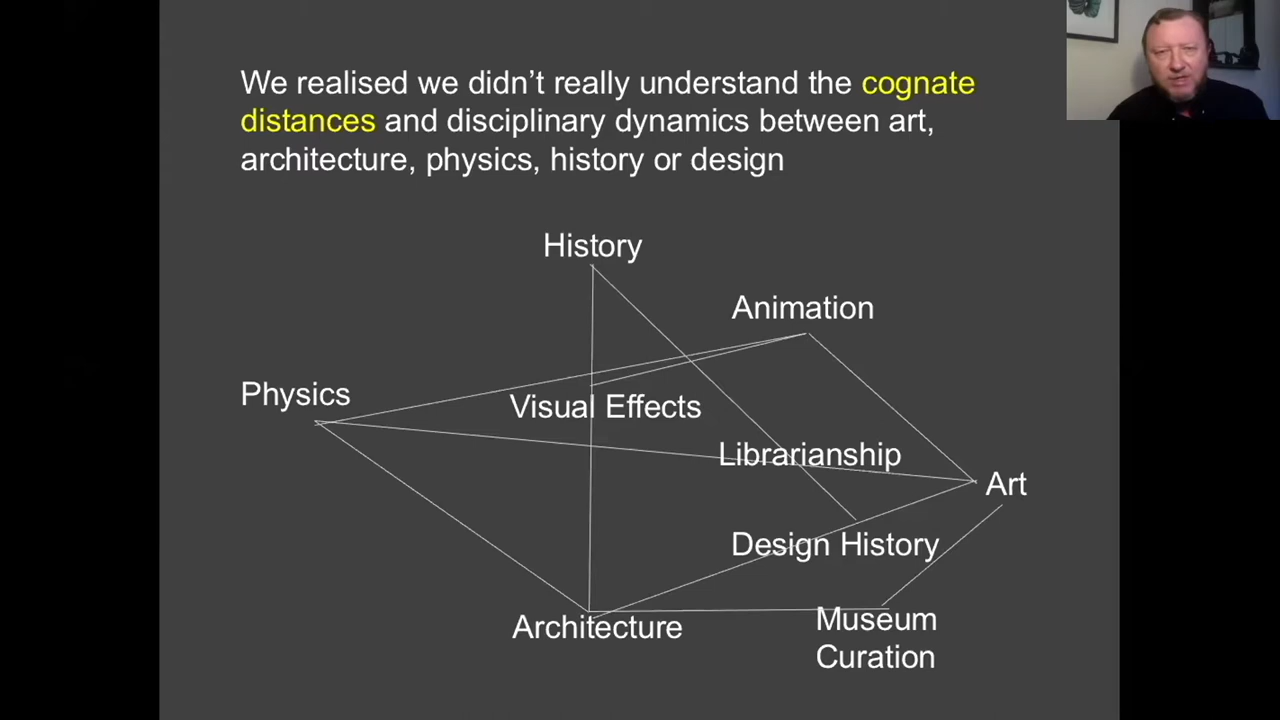 We realised we didn’t really understand the cognate
distances and disciplinary dynamics between art,
architecture, physics, history or design
History
Animation
Physics
Visual Effects
Librarianship
Art
Design History
Architecture
Museum
Curation